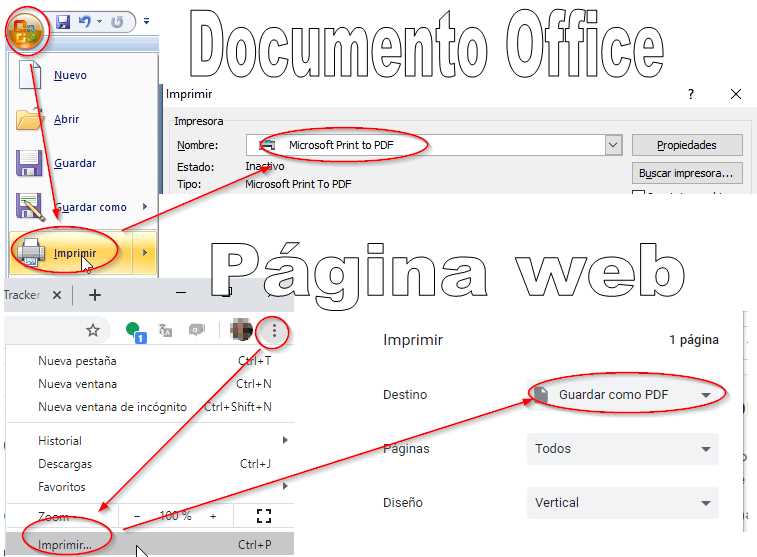 Documento Office
Nuevo
Abrir
Guardar
Guardar como
Imprimir
Imprimir
? ×
Impresora
Nombre: Microsoft Print to PDF Propiedades
Estado: Inactivo Buscar impresora...
Tipo: Microsoft Print To PDF
Página web
Tracker × +
1
Nueva pestaña Ctrl+T
Nueva ventana Ctrl+N
Nueva ventana de incógnito Ctrl+Shift+N
Historial
Descargas Ctrl+J
Favoritos
Zoom − 100 % +
Imprimir... Ctrl+P
Imprimir 1 página
Destino Guardar como PDF
Páginas Todos
Diseño Vertical